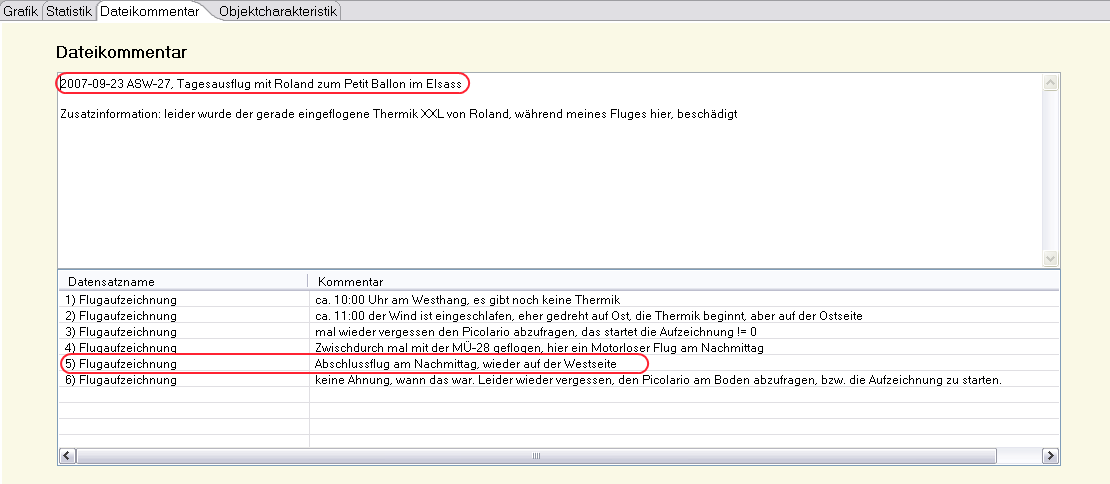 Grafik Statistik Dateikommentar Objektcharakteristik
Dateikommentar
2007-09-23 ASW-27, Tagesausflug mit Roland zum Petit Ballon im Elsass
Zusatzinformation: leider wurde der gerade eingeflogene Thermik XXL von Roland, während meines Fluges hier, beschädigt
Datensatzname Kommentar
1) Flugaufzeichnung ca. 10:00 Uhr am Westhang, es gibt noch keine Thermik
2) Flugaufzeichnung ca. 11:00 der Wind ist eingeschlafen, eher gedreht auf Ost, die Thermik beginnt, aber auf der Ostseite
3) Flugaufzeichnung mal wieder vergessen den Picolario abzufragen, das startet die Aufzeichnung != 0
4) Flugaufzeichnung Zwischdurch mal mit der MÜ-28 geflogen, hier ein Motorloser Flug am Nachmittag
5) Flugaufzeichnung Abschlussflug am Nachmittag, wieder auf der Westseite
6) Flugaufzeichnung keine Ahnung, wann das war. Leider wieder vergessen, den Picolario am Boden abzufragen, bzw. die Aufzeichnung zu starten.